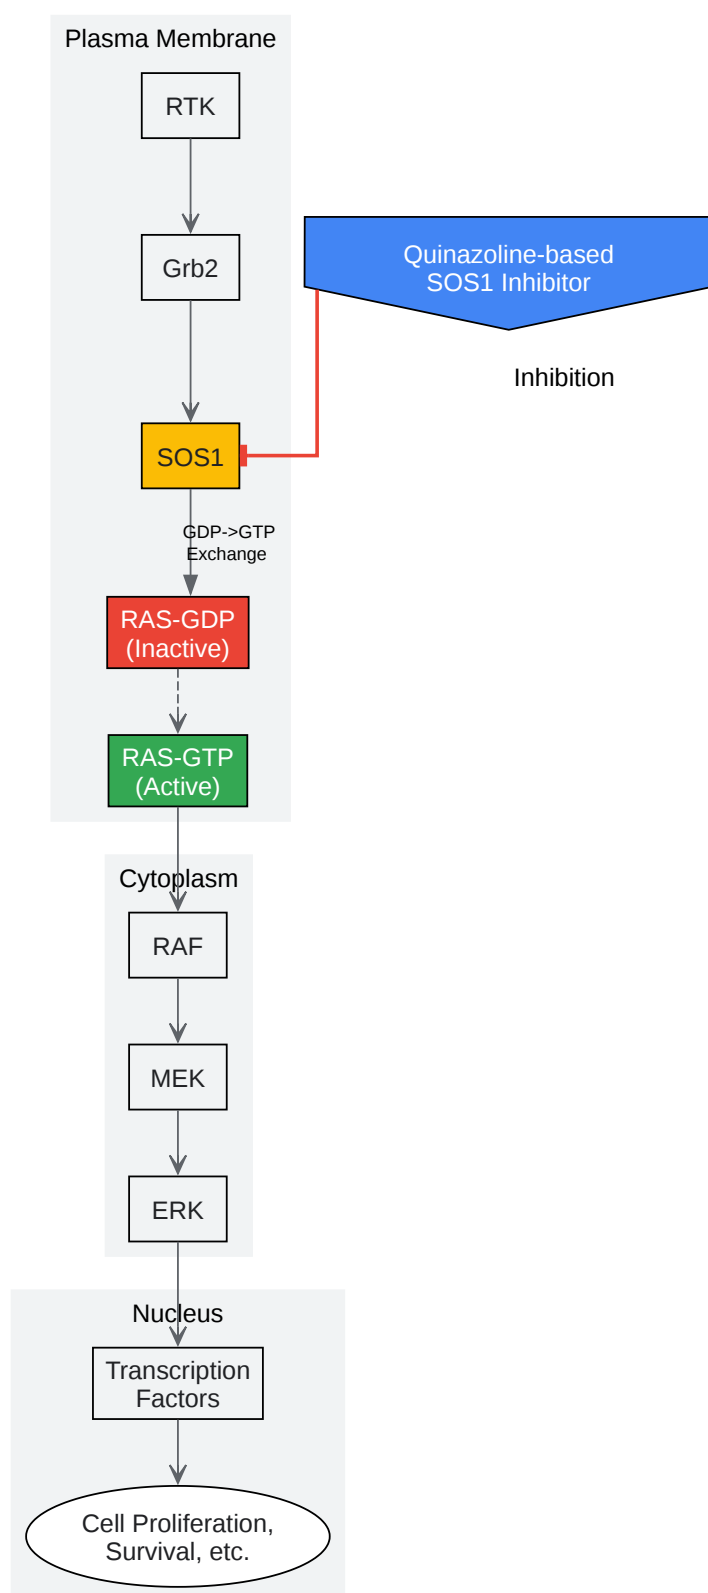 Plasma Membrane
RTK
Grb2
Quinazoline-based
SOS1 Inhibitor
Inhibition
SOS1
GDP->GTP
Exchange
RAS-GDP
(Inactive)
RAS-GTP
(Active)
Cytoplasm
RAF
MEK
ERK
Nucleus
Transcription
Factors
Cell Proliferation,
Survival, etc.